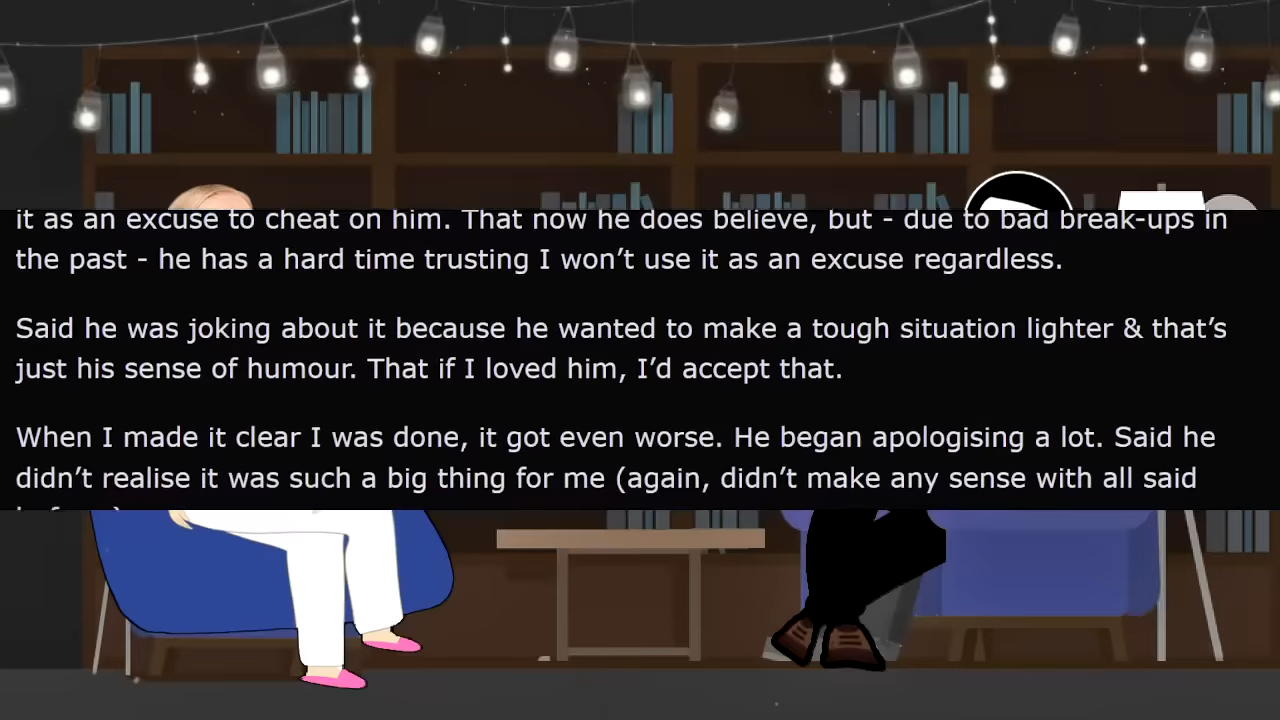 it as an excuse to cheat on him. That now he does believe, but - due to bad break-ups in
the past - he has a hard time trusting I won’t use it as an excuse regardless.
Said he was joking about it because he wanted to make a tough situation lighter & that’s
just his sense of humour. That if I loved him, I’d accept that.
When I made it clear I was done, it got even worse. He began apologising a lot. Said he
didn’t realise it was such a big thing for me (again, didn’t make any sense with all said